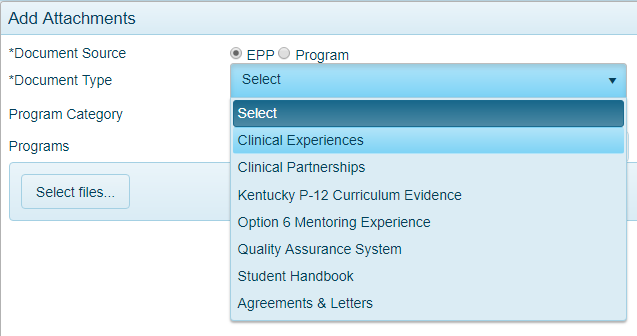 Add Attachments
*Document Source EPP Program
*Document Type Select
Select
Program Category
Clinical Experiences
Programs
Clinical Partnerships
Select files...
Kentucky P-12 Curriculum Evidence
Option 6 Mentoring Experience
Quality Assurance System
Student Handbook
Agreements & Letters